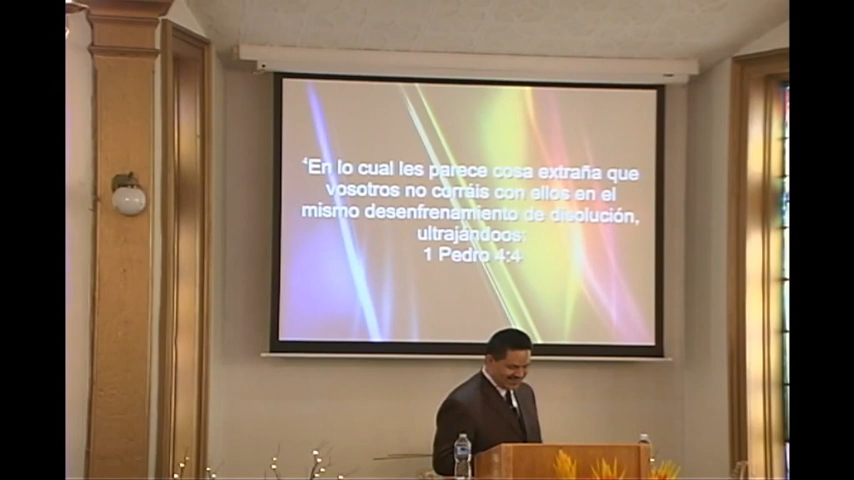 ⁴En lo cual les parece cosa extraña que
vosotros no corráis con ellos en el
mismo desenfrenamiento de disolución,
ultrajándoos:
1 Pedro 4:4